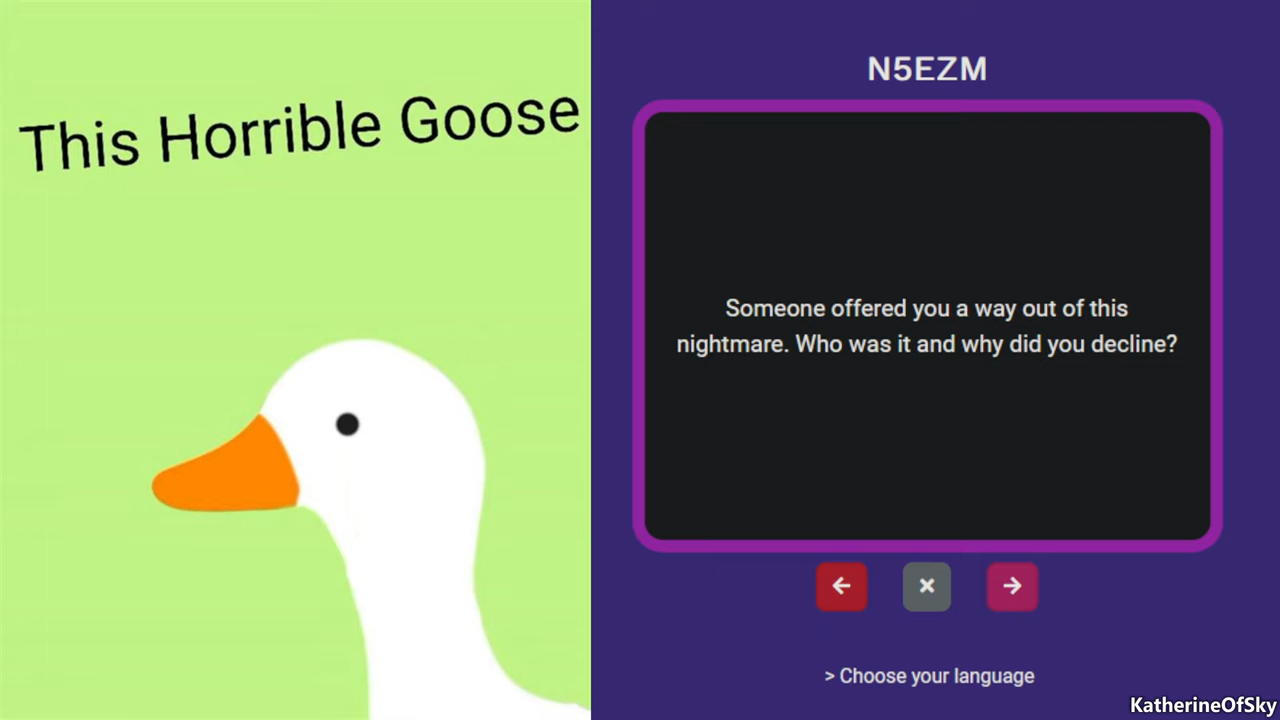 This Horrible Goose
N5EZM
Someone offered you a way out of this
nightmare. Who was it and why did you decline?
> Choose your language
KatherineOfSky